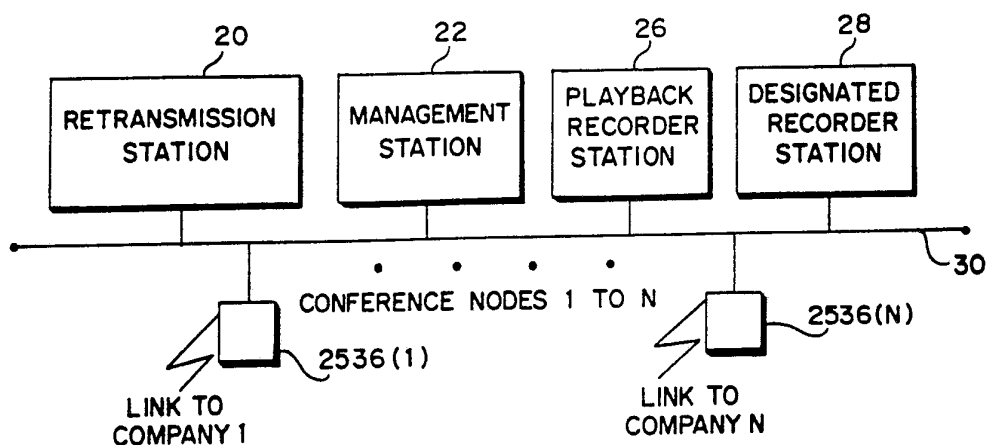 20
22
26
28
RETRANSMISSION
STATION
MANAGEMENT
STATION
PLAYBACK
RECORDER
STATION
DESIGNATED
RECORDER
STATION
30
CONFERENCE NODES 1 TO N
2536(1)
2536(N)
LINK TO
COMPANY 1
LINK TO
COMPANY N